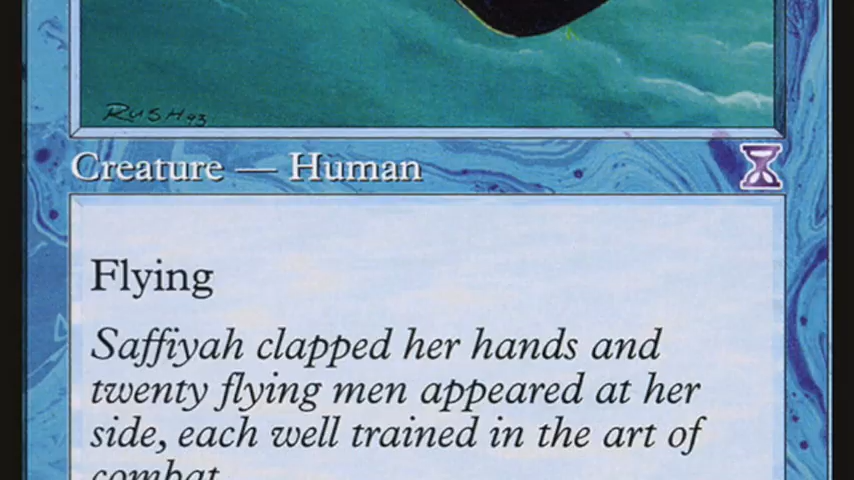 RUSH 93
Creature — Human
Flying
Saffiyah clapped her hands and
twenty flying men appeared at her
side, each well trained in the art of
combat.